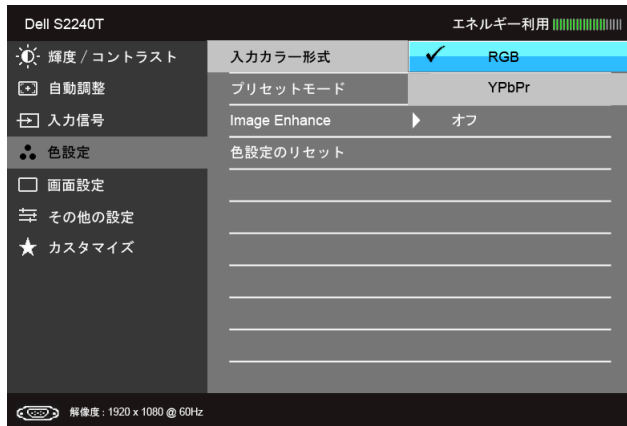 Dell S2240T
エネルギー利用
輝度 / コントラスト
自動調整
入力信号
色設定
画面設定
その他の設定
カスタマイズ
入力カラー形式
RGB
プリセットモード
YPbPr
Image Enhance
オフ
色設定のリセット
解像度 : 1920 x 1080 @ 60Hz